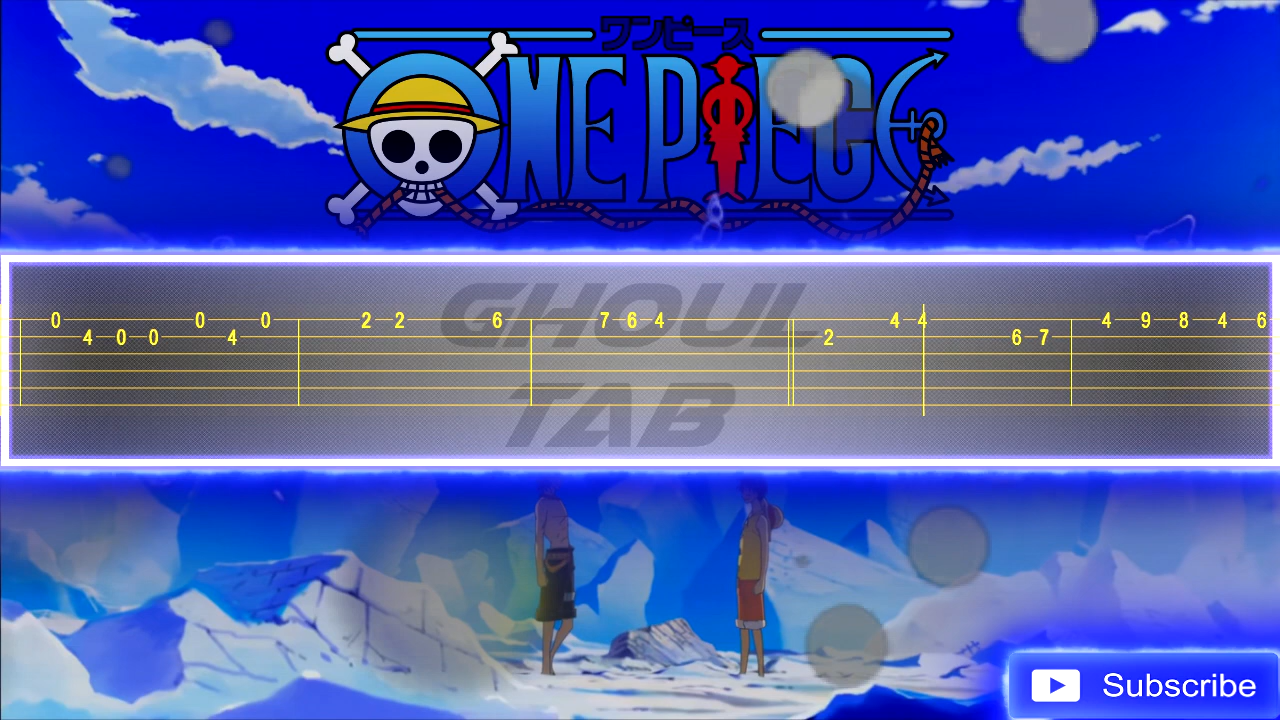 ワンピース
ONE PIECE
GHOUL
0 0 0 2 2 6 7 6 4 4 4 4 9 8 4 6
4 0 0 4 2 6 7
TAB
Subscribe